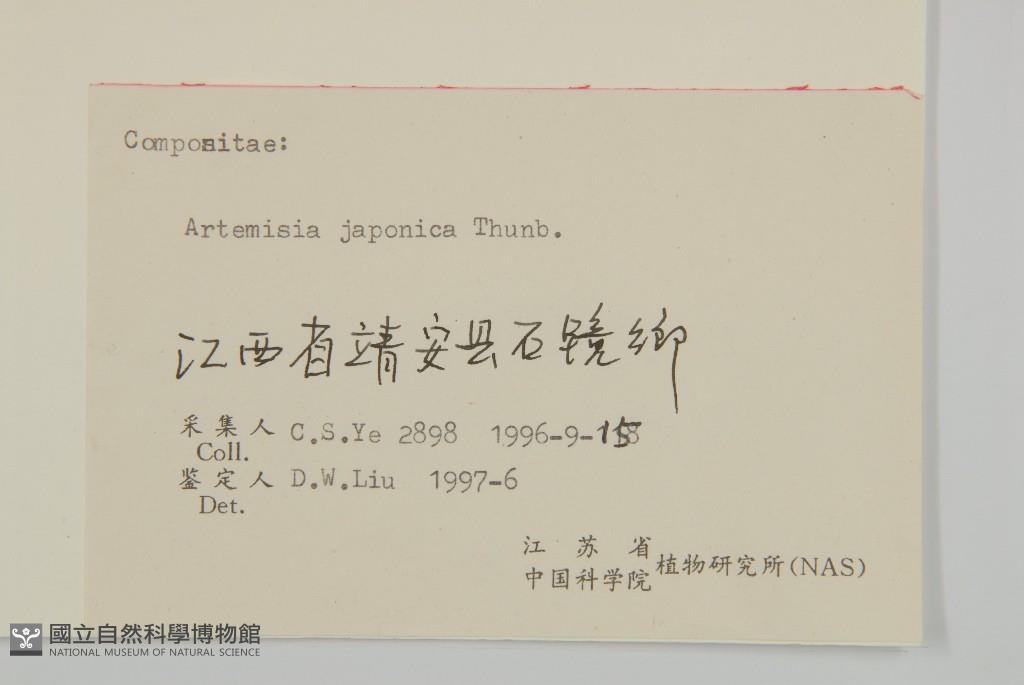 Compositae:
Artemisia japonica Thunb.
江西省靖安县石镜鄉
采集人 C.S.Ye 2898 1996-9-15
Coll.
鉴定人 D.W.Liu 1997-6
Det.
江苏省
中国科学院 植物研究所(NAS)
國立自然科學博物館
NATIONAL MUSEUM OF NATURAL SCIENCE